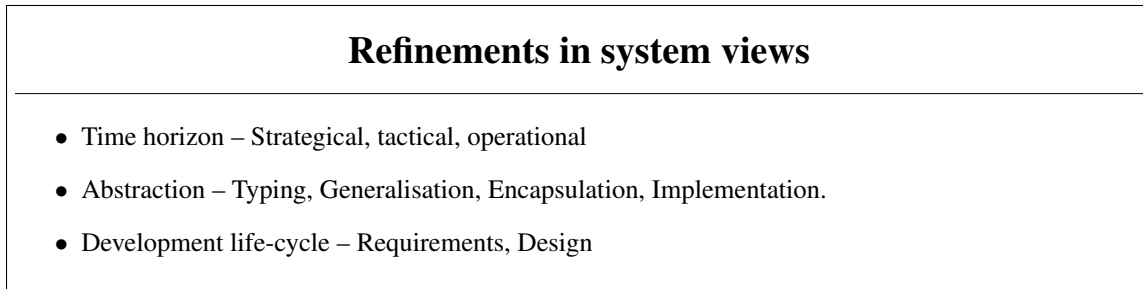 Refinements in system views
• Time horizon – Strategical, tactical, operational
• Abstraction – Typing, Generalisation, Encapsulation, Implementation.
• Development life-cycle – Requirements, Design